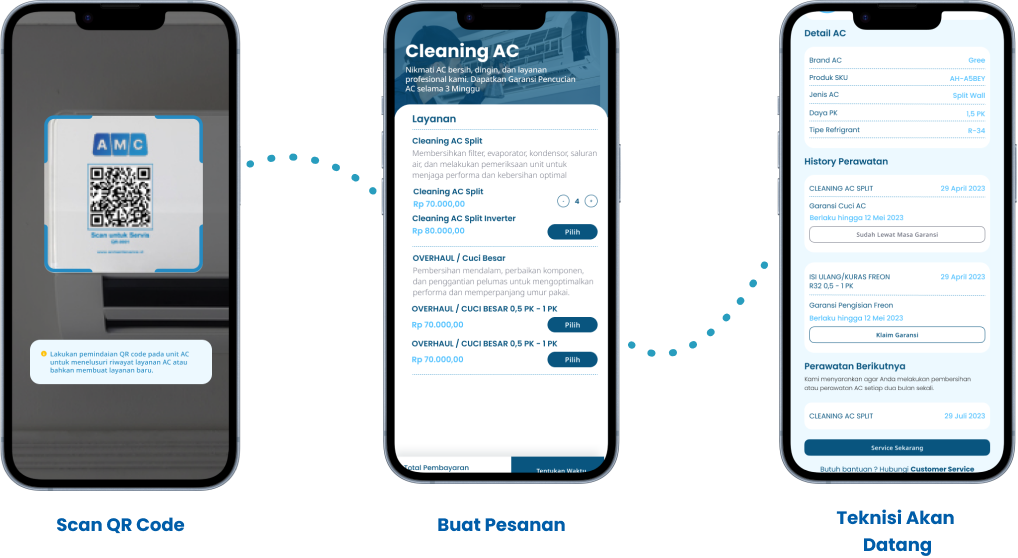 AMC
Scan untuk Servis
Lakukan pemindaian QR code pada unit AC
untuk menelusuri riwayat layanan AC atau
bahkan membuat layanan baru.
Scan QR Code
Cleaning AC
Nikmati AC bersih, dingin, dan layanan
profesional kami. Dapatkan Garansi Pencucian
AC selama 3 Minggu
Layanan
Cleaning AC Split
Membersihkan filter, evaporator, kondensor, saluran
air, dan melakukan pemeriksaan unit untuk
menjaga performa dan kebersihan optimal
Cleaning AC Split
Rp 70.000,00
- 4 +
Cleaning AC Split Inverter
Rp 80.000,00
Pilih
OVERHAUL / Cuci Besar
Pembersihan mendalam, perbaikan komponen,
dan penggantian pelumas untuk mengoptimalkan
performa dan memperpanjang umur pakai.
OVERHAUL / CUCI BESAR 0,5 PK - 1 PK
Rp 70.000,00
Pilih
OVERHAUL / CUCI BESAR 0,5 PK - 1 PK
Rp 70.000,00
Pilih
Total Pembayaran
Tentukan Waktu
Buat Pesanan
Detail AC
Brand AC Gree
Produk SKU AH-A5BEY
Jenis AC Split Wall
Daya PK 1,5 PK
Tipe Refrigrant R-34
History Perawatan
CLEANING AC SPLIT 29 April 2023
Garansi Cuci AC
Berlaku hingga 12 Mei 2023
Sudah Lewat Masa Garansi
ISI ULANG/KURAS FREON 29 April 2023
R32 0,5 - 1 PK
Garansi Pengisian Freon
Berlaku hingga 12 Mei 2023
Klaim Garansi
Perawatan Berikutnya
Kami menyarankan agar Anda melakukan pembersihan
atau perawatan AC setiap dua bulan sekali.
CLEANING AC SPLIT 29 Juli 2023
Service Sekarang
Butuh bantuan ? Hubungi Customer Service
Teknisi Akan
Datang